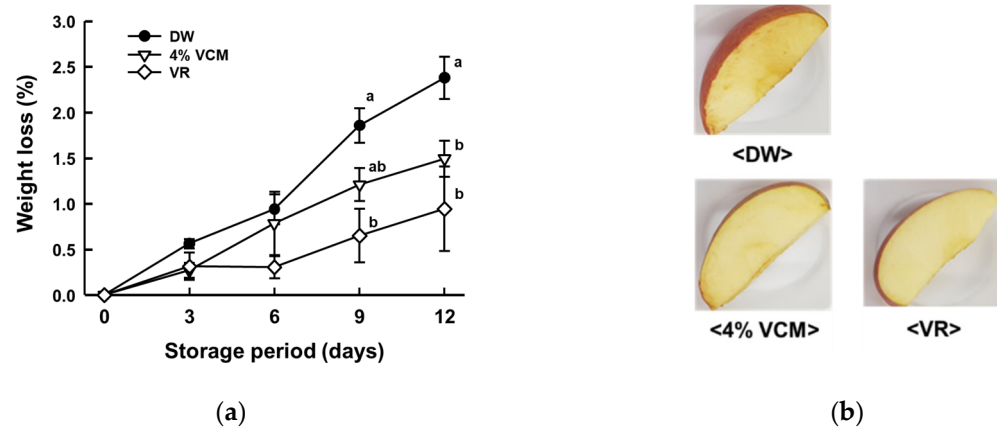 3.0
2.5
2.0
1.5
1.0
0.5
0.0
Weight loss (%)
DW
4% VCM
VR
a
a
ab
b
b
b
0 3 6 9 12
Storage period (days)
(a)
<DW>
<4% VCM> <VR>
(b)